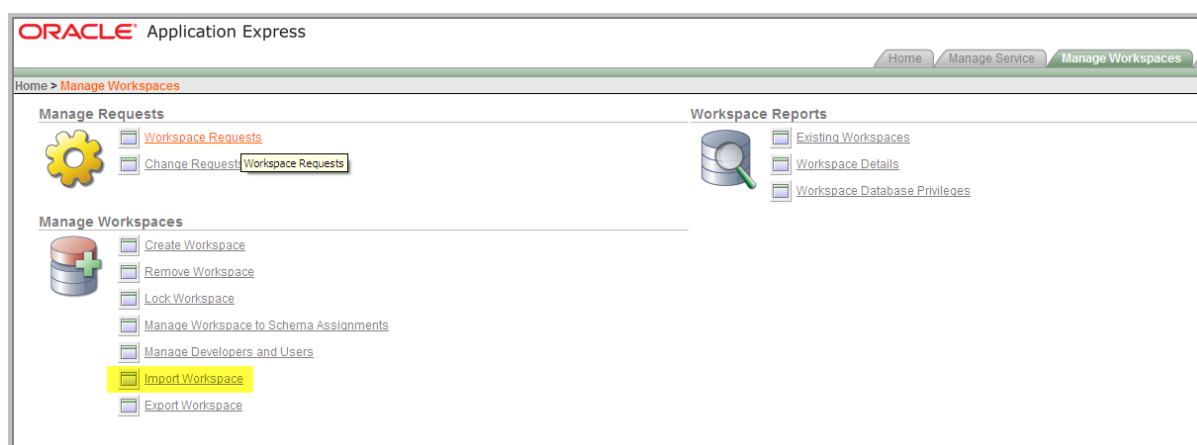 ORACLE® Application Express
Home Manage Service Manage Workspaces
Home > Manage Workspaces
Manage Requests
Workspace Requests
Change Requests
Workspace Requests
Workspace Reports
Existing Workspaces
Workspace Details
Workspace Database Privileges
Manage Workspaces
Create Workspace
Remove Workspace
Lock Workspace
Manage Workspace to Schema Assignments
Manage Developers and Users
Import Workspace
Export Workspace